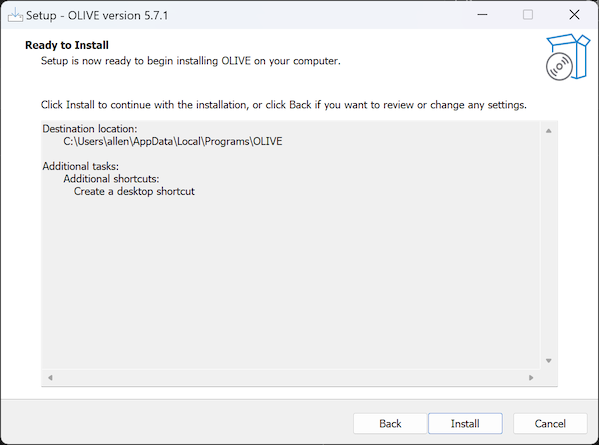 Setup - OLIVE version 5.7.1
Ready to Install
Setup is now ready to begin installing OLIVE on your computer.
Click Install to continue with the installation, or click Back if you want to review or change any settings.
Destination location:
C:\Users\allen\AppData\Local\Programs\OLIVE
Additional tasks:
Additional shortcuts:
Create a desktop shortcut
Back
Install
Cancel